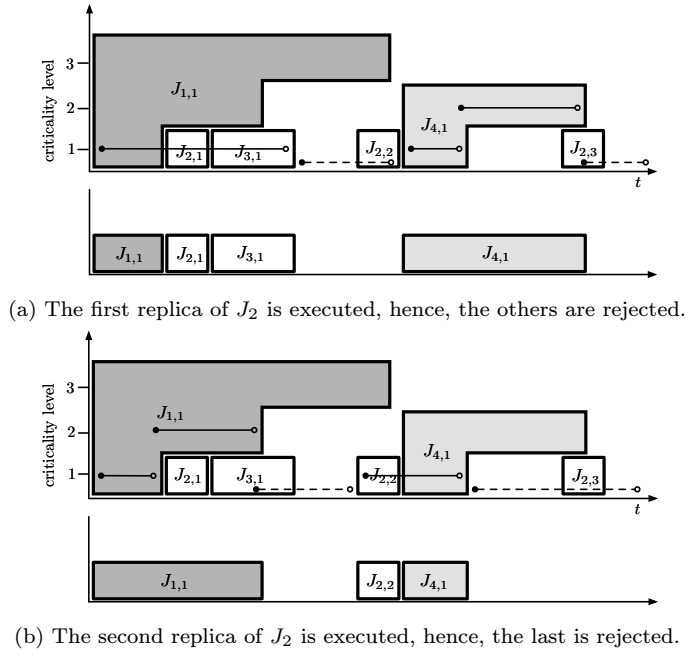 criticality level
3
2
1
J1,1
J2,1
J3,1
J2,2
J4,1
J2,3
t
J1,1
J2,1
J3,1
J4,1
(a) The first replica of J2 is executed, hence, the others are rejected.
criticality level
3
2
1
J1,1
J2,1
J3,1
J2,2
J4,1
J2,3
t
J1,1
J2,2
J4,1
(b) The second replica of J2 is executed, hence, the last is rejected.